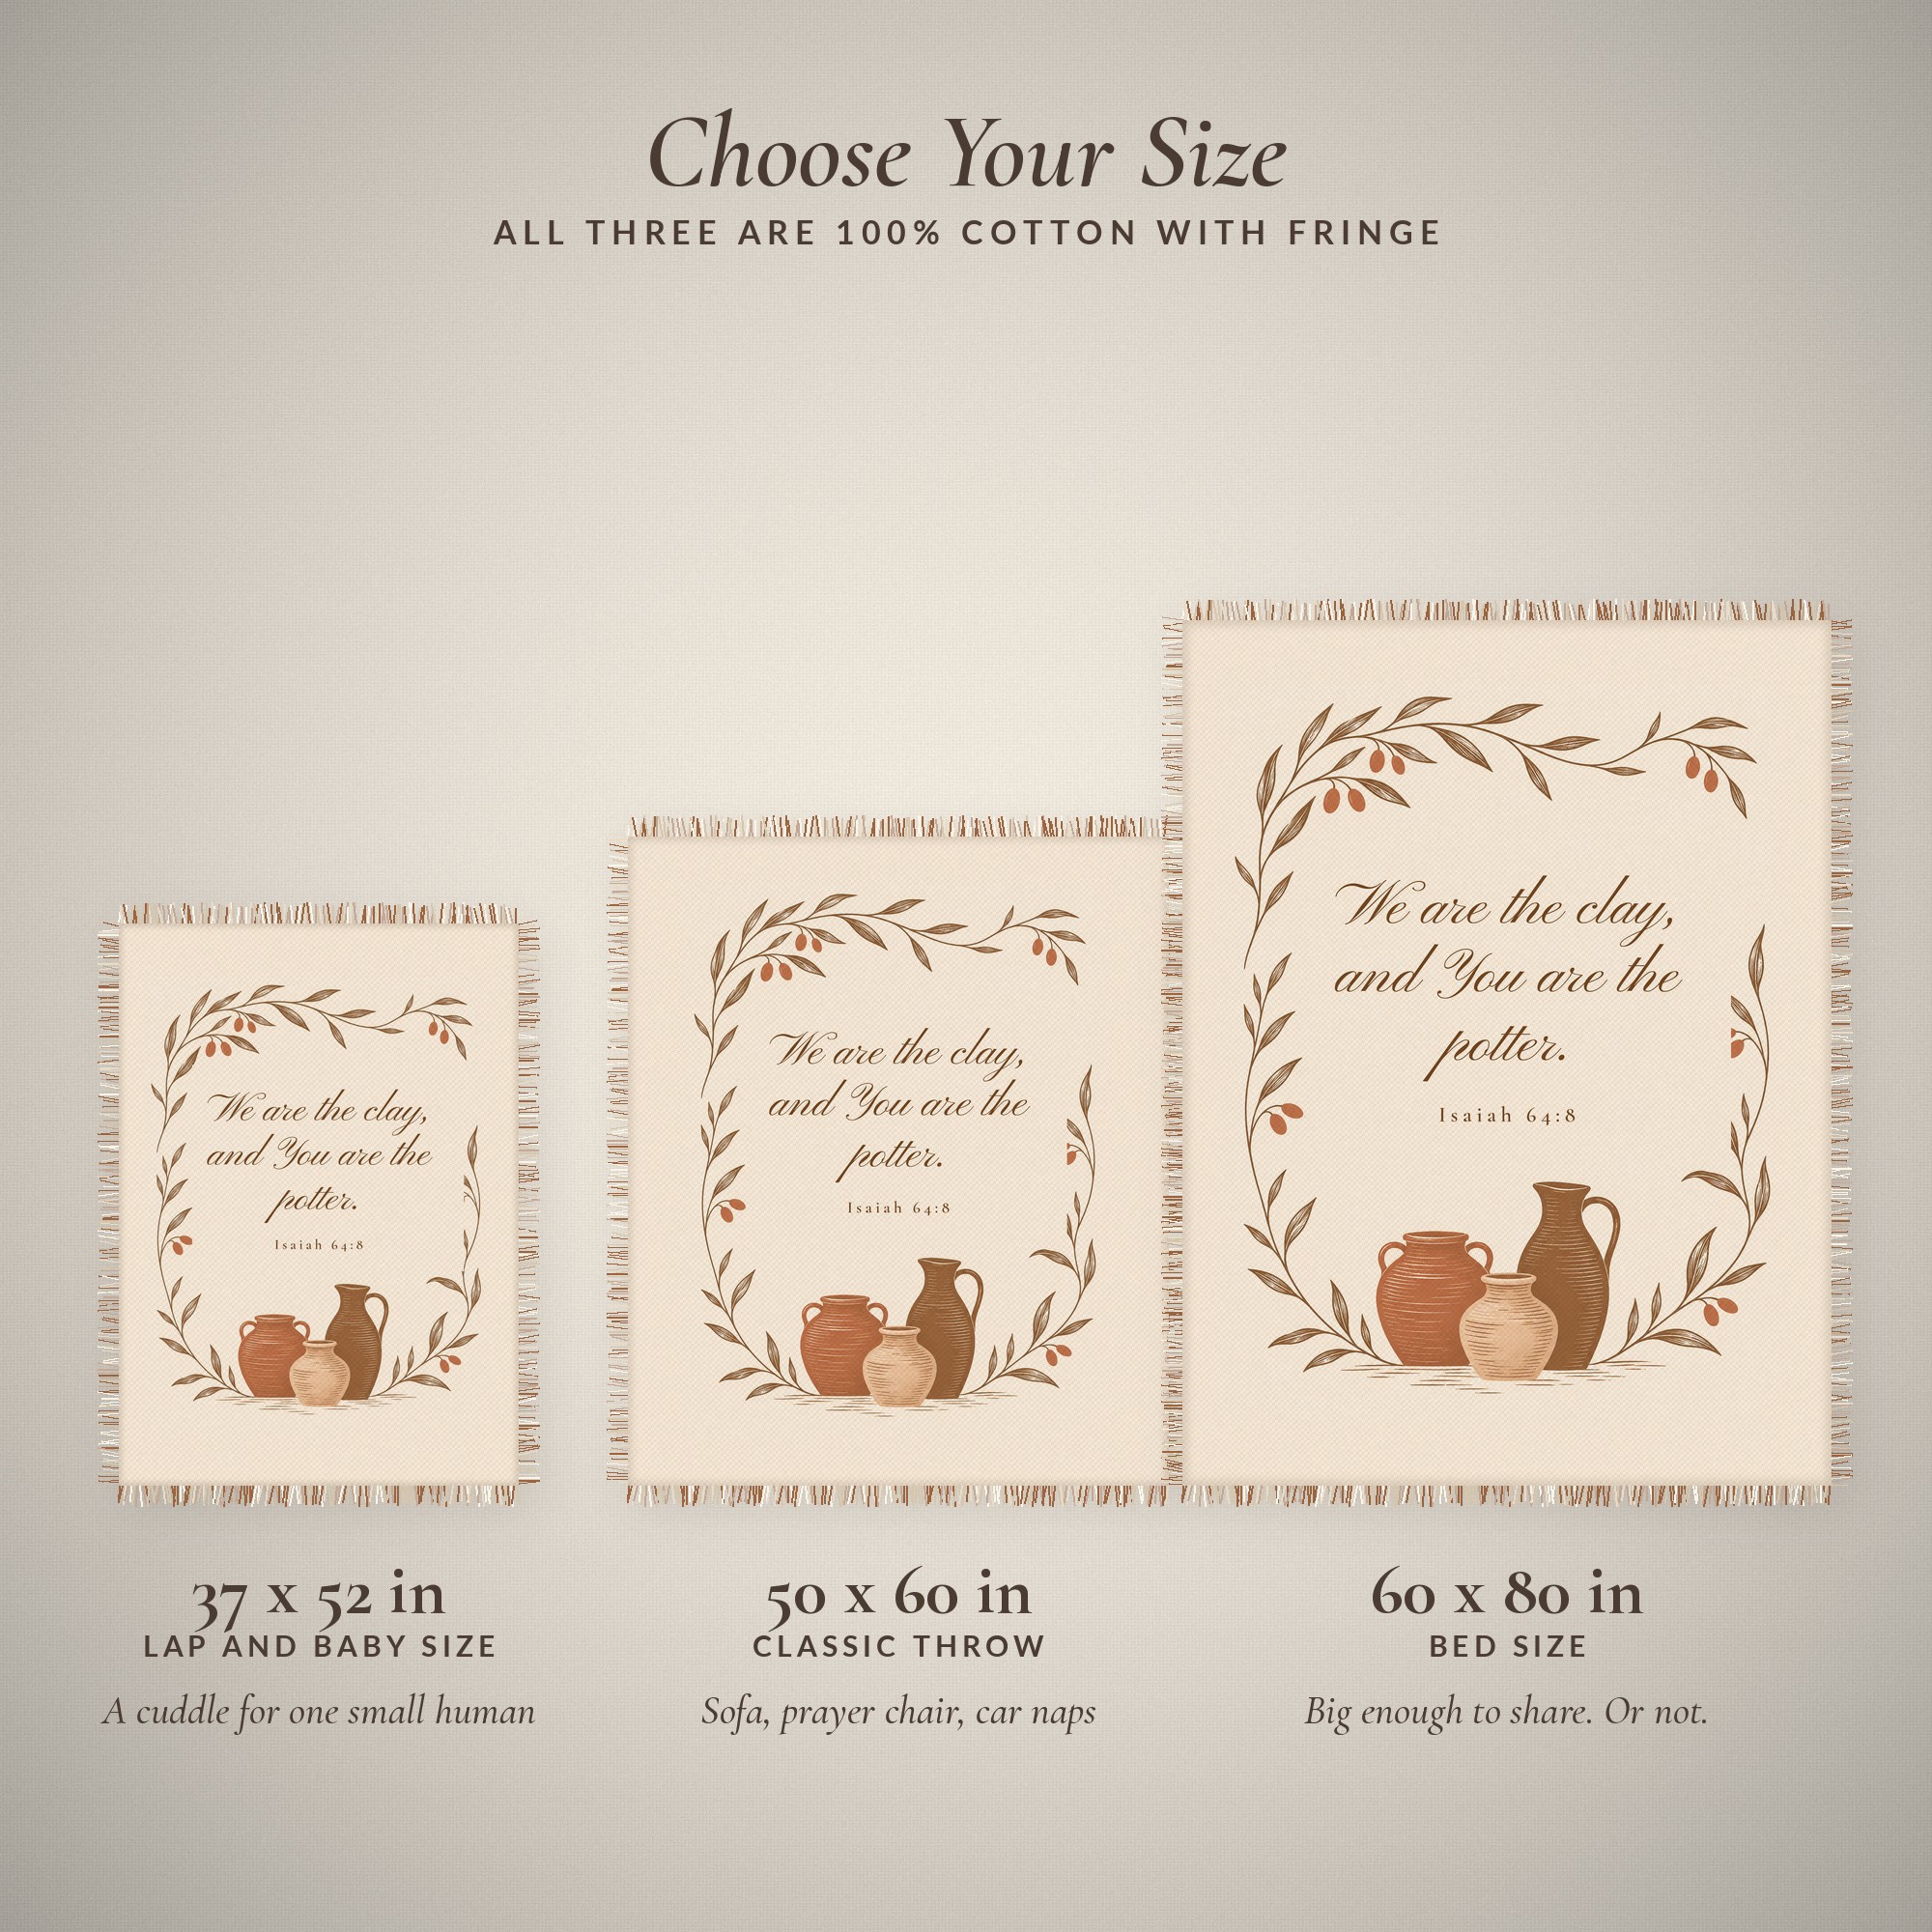 Choose Your Size
ALL THREE ARE 100% COTTON WITH FRINGE
We are the clay,
and You are the
potter.
Isaiah 64:8
We are the clay,
and You are the
potter.
Isaiah 64:8
We are the clay,
and You are the
potter.
Isaiah 64:8
37 x 52 in
LAP AND BABY SIZE
A cuddle for one small human
50 x 60 in
CLASSIC THROW
Sofa, prayer chair, car naps
60 x 80 in
BED SIZE
Big enough to share. Or not.